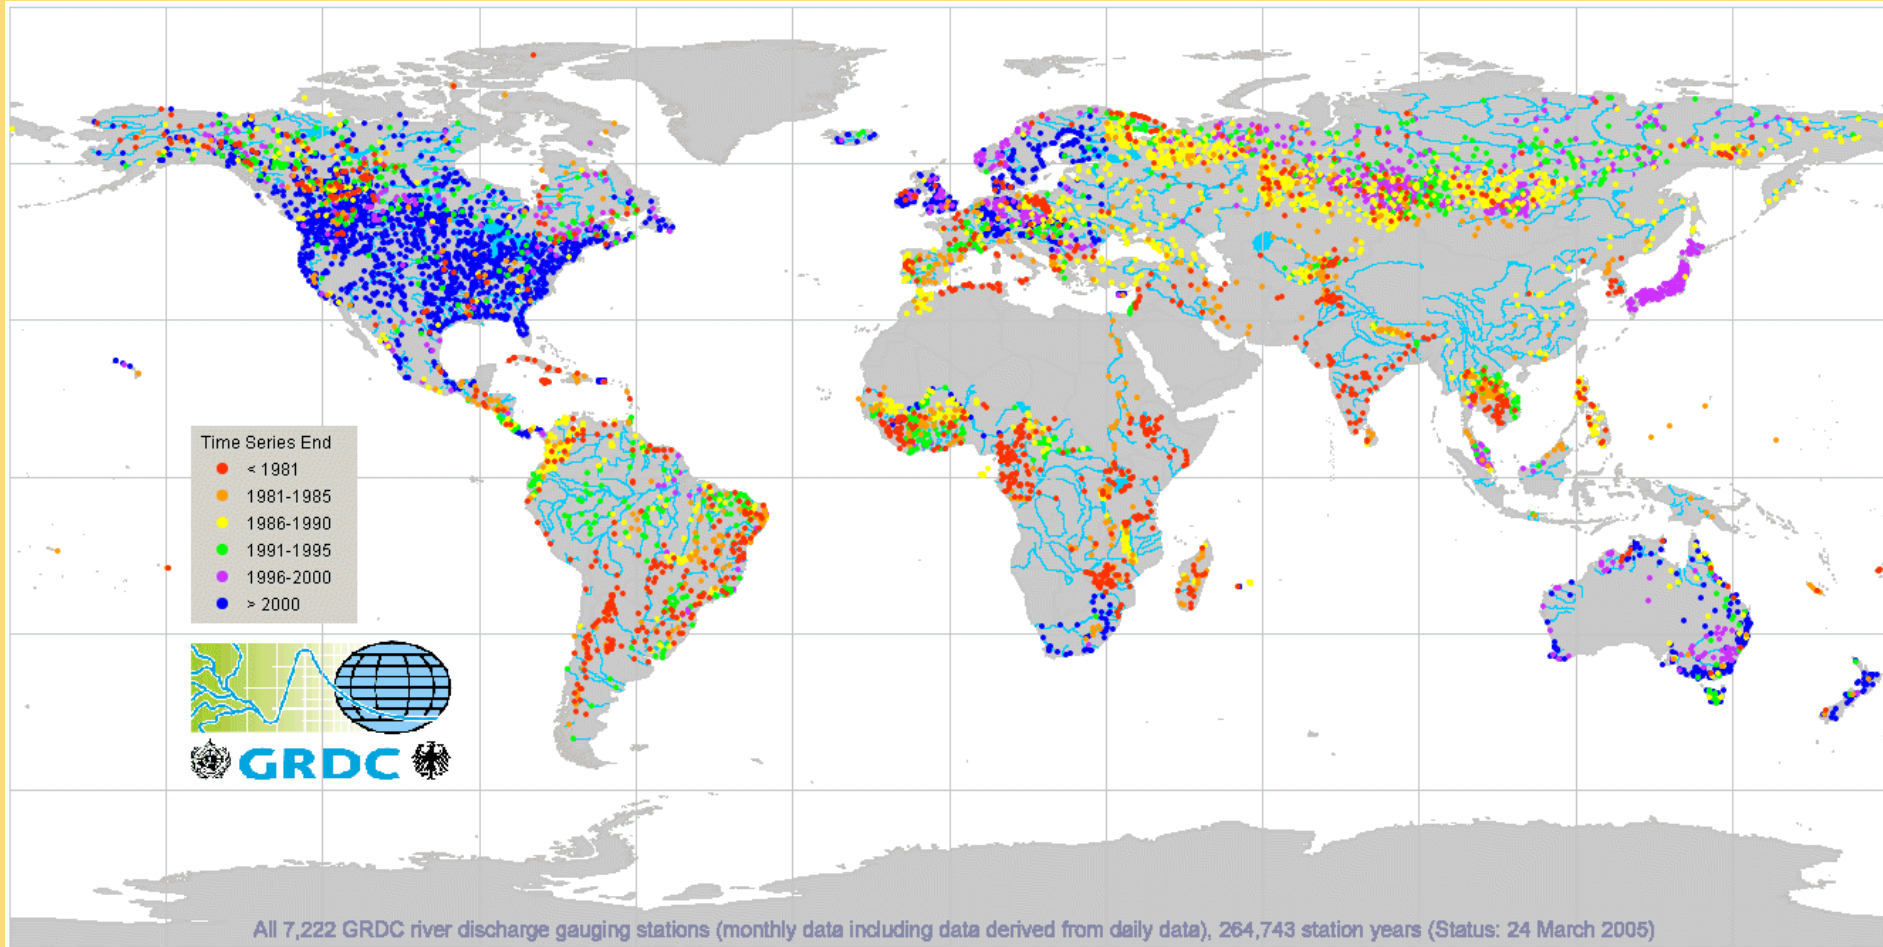 Time Series End
< 1981
1981-1985
1986-1990
1991-1995
1996-2000
> 2000
GRDC
All 7,222 GRDC river discharge gauging stations (monthly data including data derived from daily data), 264,743 station years (Status: 24 March 2005)